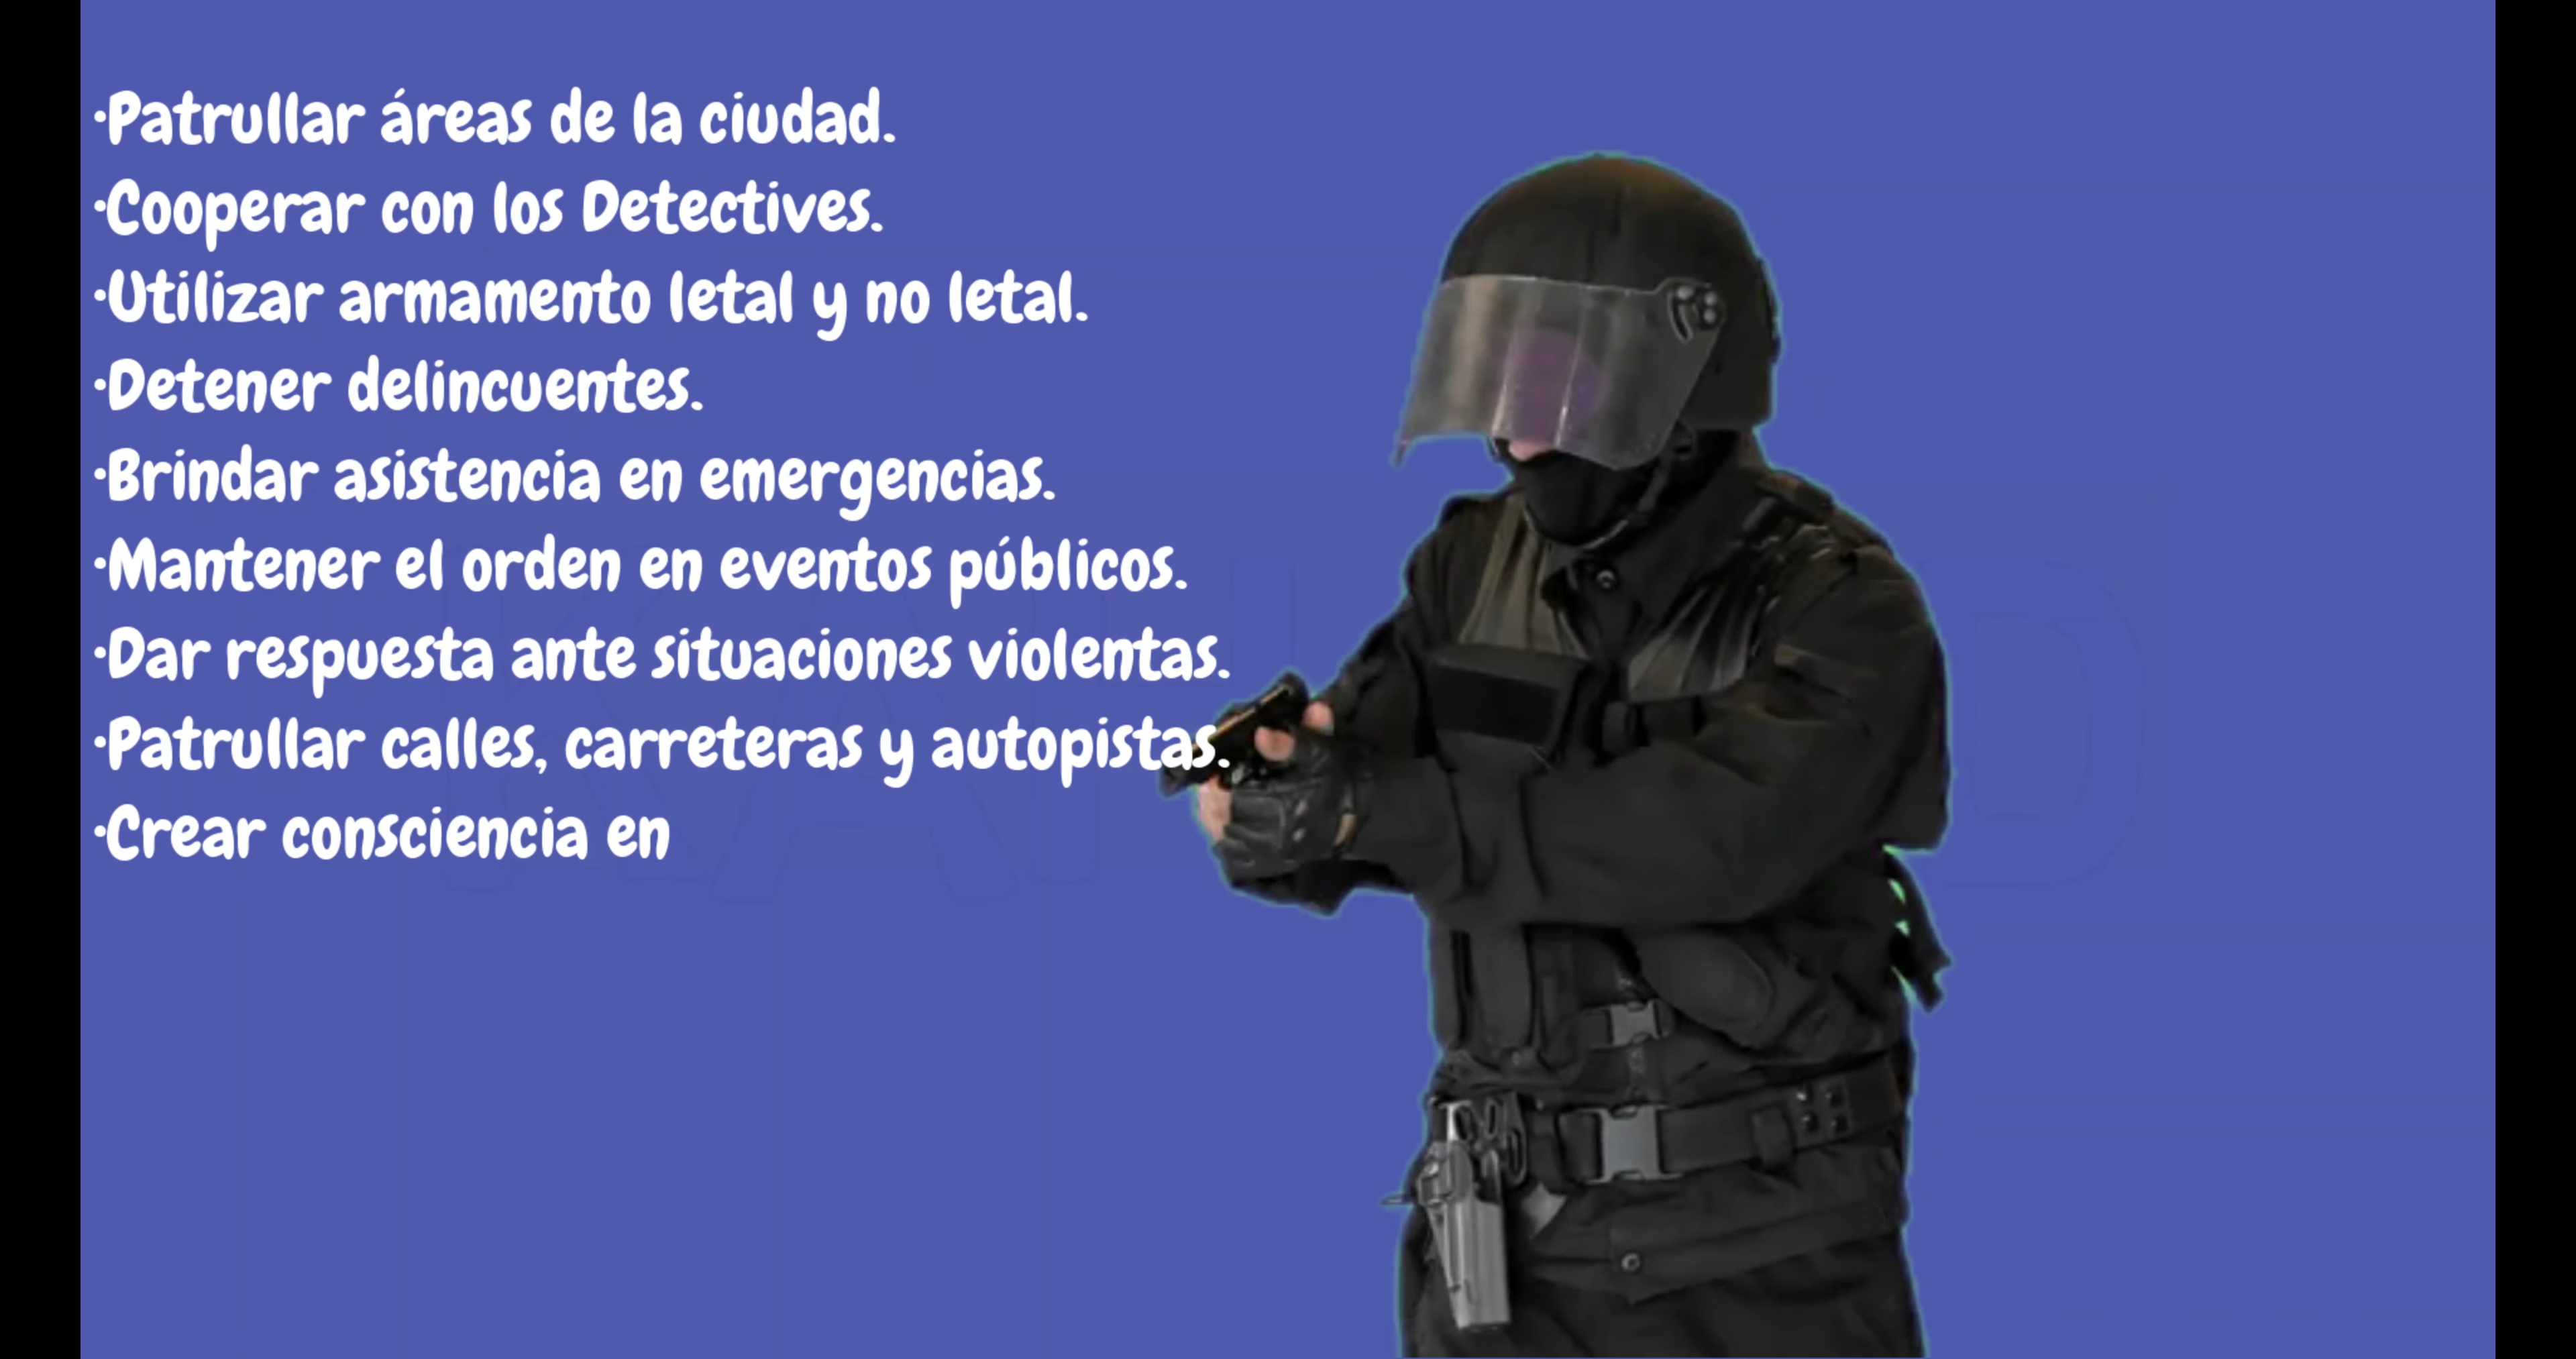 ·Patrullar áreas de la ciudad.
·Cooperar con los Detectives.
·Utilizar armamento letal y no letal.
·Detener delincuentes.
·Brindar asistencia en emergencias.
·Mantener el orden en eventos públicos.
·Dar respuesta ante situaciones violentas.
·Patrullar calles, carreteras y autopistas.
·Crear consciencia en